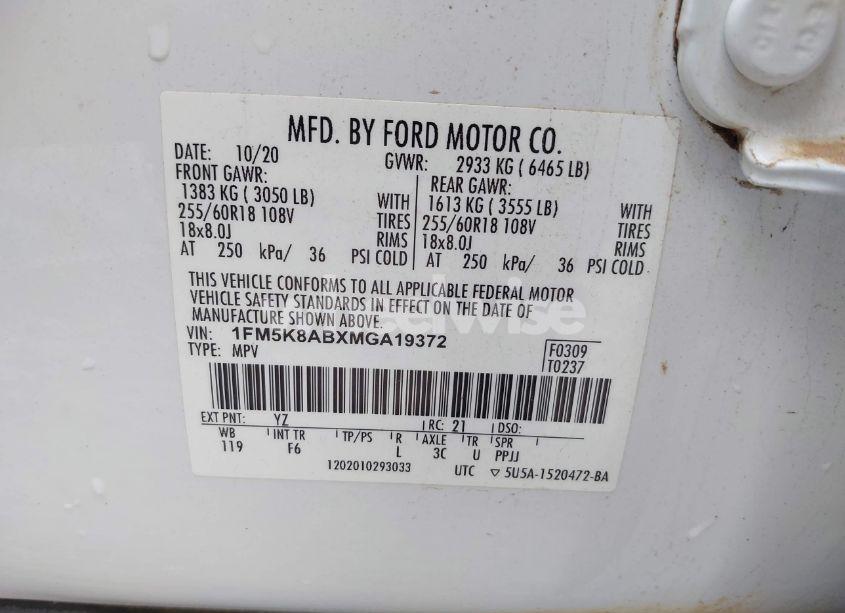 MFD. BY FORD MOTOR CO.
DATE: 10/20 GVWR: 2933 KG ( 6465 LB)
FRONT GAWR: REAR GAWR:
1383 KG ( 3050 LB) WITH 1613 KG ( 3555 LB) WITH
255/60R18 108V TIRES 255/60R18 108V TIRES
18x8.0J RIMS 18x8.0J RIMS
AT 250 kPa/ 36 PSI COLD AT 250 kPa/ 36 PSI COLD
THIS VEHICLE CONFORMS TO ALL APPLICABLE FEDERAL MOTOR
VEHICLE SAFETY STANDARDS IN EFFECT ON THE DATE OF
MANUFACTURE SHOWN ABOVE.
VIN: 1FM5K8ABXMGA19372
TYPE: MPV
F0309
T0237
EXT PNT: YZ RC: 21 DSO:
WB INT TR TP/PS R AXLE TR SPR
119 F6 L 3C U PPJJ
1202010293033 UTC ▽ 5U5A-1520472-BA